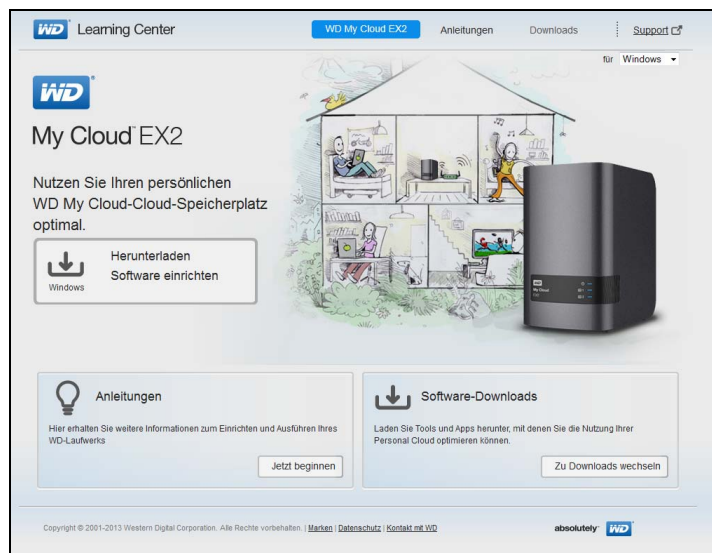 WD Learning Center
WD My Cloud EX2 Anleitungen Downloads Support
für Windows
WD
My Cloud EX2
Nutzen Sie Ihren persönlichen
WD My Cloud-Cloud-Speicherplatz
optimal.
Herunterladen
Software einrichten
Windows
WD
My Cloud
EX2
Anleitungen
Hier erhalten Sie weitere Informationen zum Einrichten und Ausführen Ihres
WD-Laufwerks
Jetzt beginnen
Software-Downloads
Laden Sie Tools und Apps herunter, mit denen Sie die Nutzung Ihrer
Personal Cloud optimieren können.
Zu Downloads wechseln
Copyright © 2001-2013 Western Digital Corporation. Alle Rechte vorbehalten. | Marken | Datenschutz | Kontakt mit WD
absolutely WD